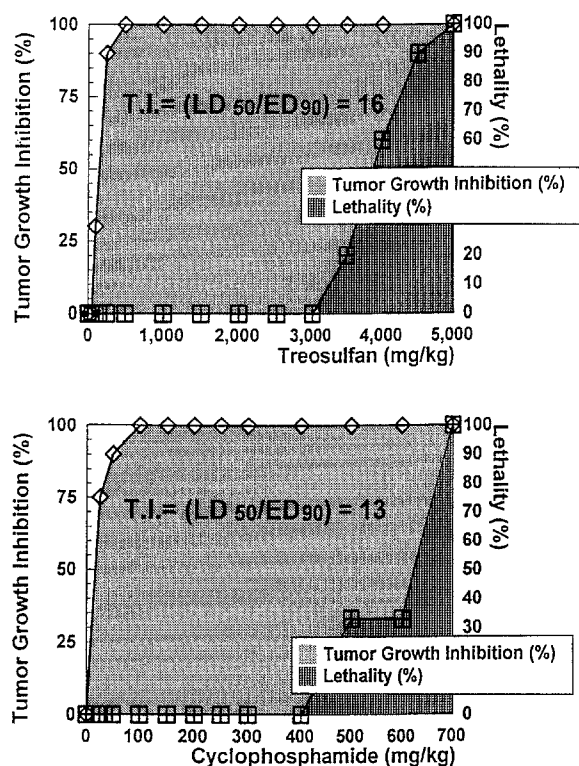 Tumor Growth Inhibition (%)
100
75
50
25
0
T.I.= (LD 50/ED90) = 16
Tumor Growth Inhibition (%)
Lethality (%)
100
90
80
70
60
20
10
0
Lethality (%)
0 1,000 2,000 3,000 4,000 5,000
Treosulfan (mg/kg)
Tumor Growth Inhibition (%)
100
75
50
25
0
T.I.= (LD 50/ED90) = 13
Tumor Growth Inhibition (%)
Lethality (%)
100
90
80
70
60
50
40
30
0
Lethality (%)
0 100 200 300 400 500 600 700
Cyclophosphamide (mg/kg)